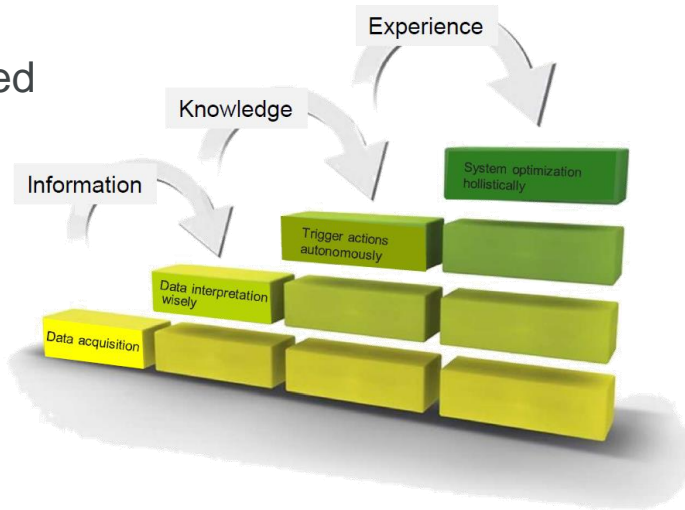 Experience
ed
Knowledge
Information
System optimization
hollistically
Trigger actions
autonomously
Data interpretation
wisely
Data acquisition